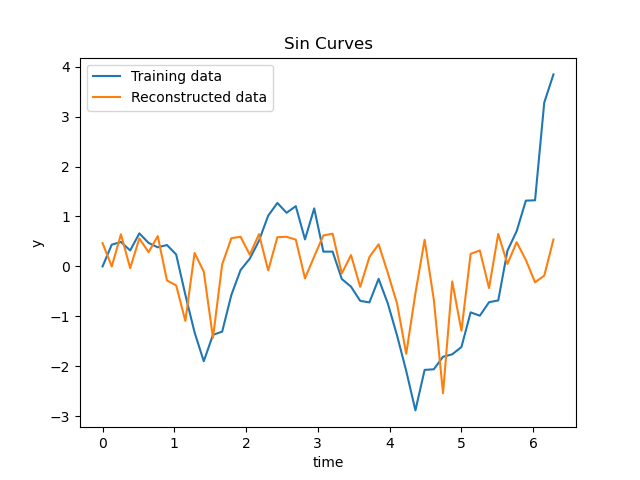 Sin Curves
Training data
Reconstructed data
4
3
2
1
0
−1
−2
−3
y
0 1 2 3 4 5 6
time